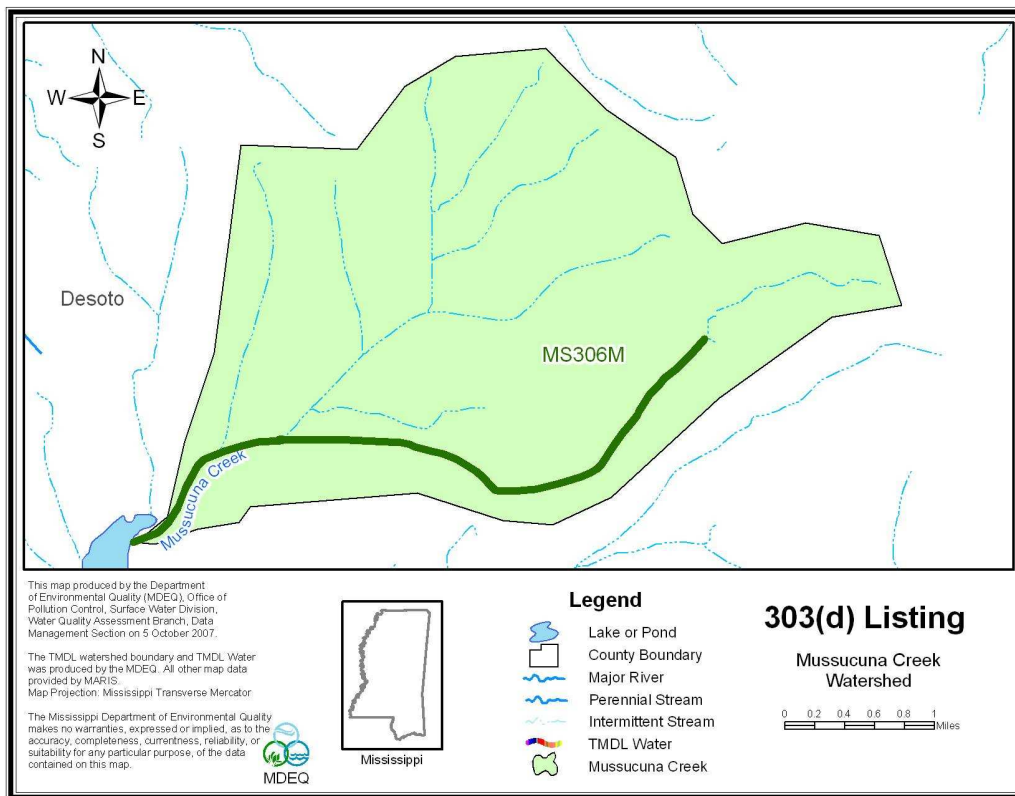 N
W
E
S
Desoto
MS306M
Mussucuna Creek
This map produced by the Department
of Environmental Quality (MDEQ), Office of
Pollution Control, Surface Water Division,
Water Quality Assessment Branch, Data
Management Section on 5 October 2007.
The TMDL watershed boundary and TMDL Water
was produced by the MDEQ. All other map data
provided by MARIS.
Map Projection: Mississippi Transverse Mercator
The Mississippi Department of Environmental Quality
makes no warranties, expressed or implied, as to the
accuracy, completeness, currentness, reliability, or
suitability for any particular purpose, of the data
contained on this map.
MDEQ
Mississippi
Legend
Lake or Pond
County Boundary
Major River
Perennial Stream
Intermittent Stream
TMDL Water
Mussucuna Creek
303(d) Listing
Mussucuna Creek
Watershed
0 0.2 0.4 0.6 0.8 1
Miles